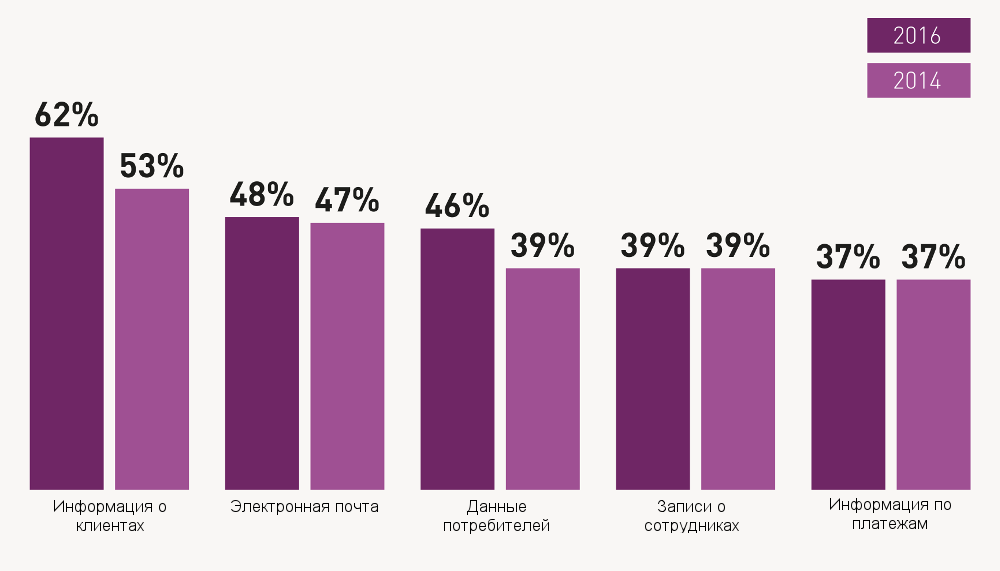 2016
2014
62%
53%
48%
47%
46%
39%
39%
39%
37%
37%
Информация о
клиентах
Электронная почта
Данные
потребителей
Записи о
сотрудниках
Информация по
платежам